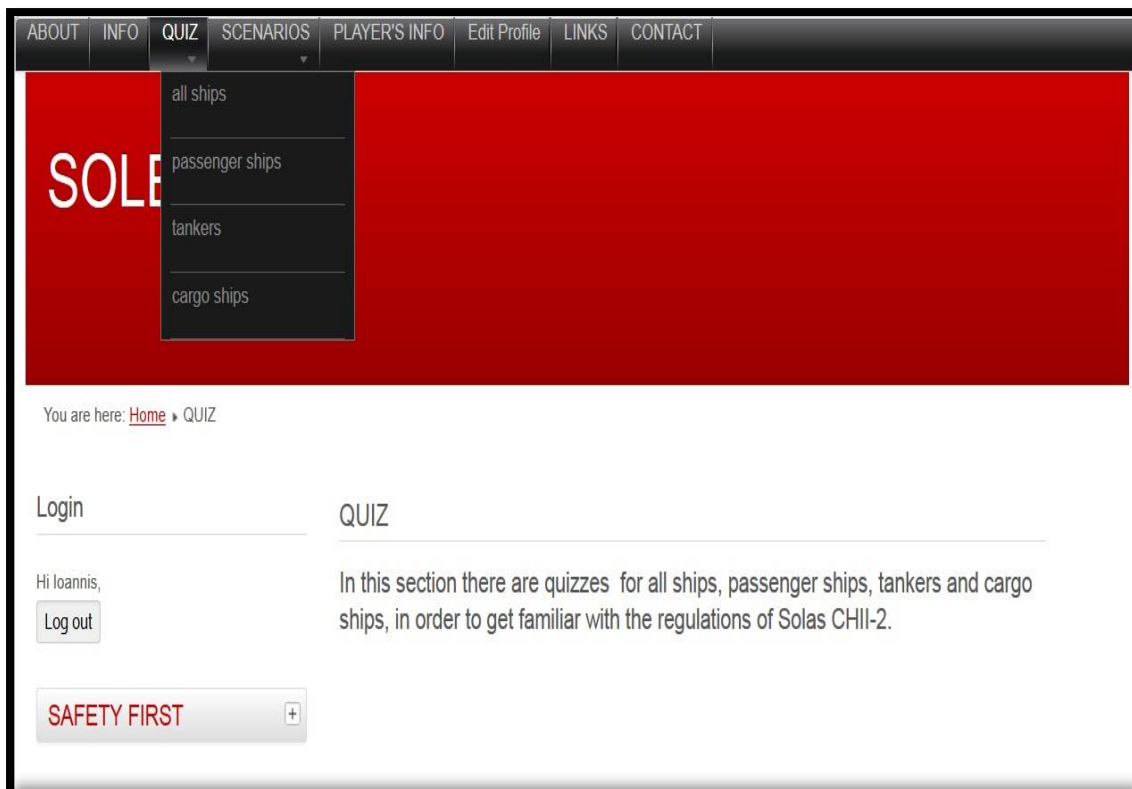 ABOUT INFO QUIZ SCENARIOS PLAYER'S INFO Edit Profile LINKS CONTACT
all ships
passenger ships
tankers
cargo ships
You are here: Home ▸ QUIZ
Login
Hi Ioannis,
Log out
SAFETY FIRST
QUIZ
In this section there are quizzes for all ships, passenger ships, tankers and cargo
ships, in order to get familiar with the regulations of Solas CHII-2.